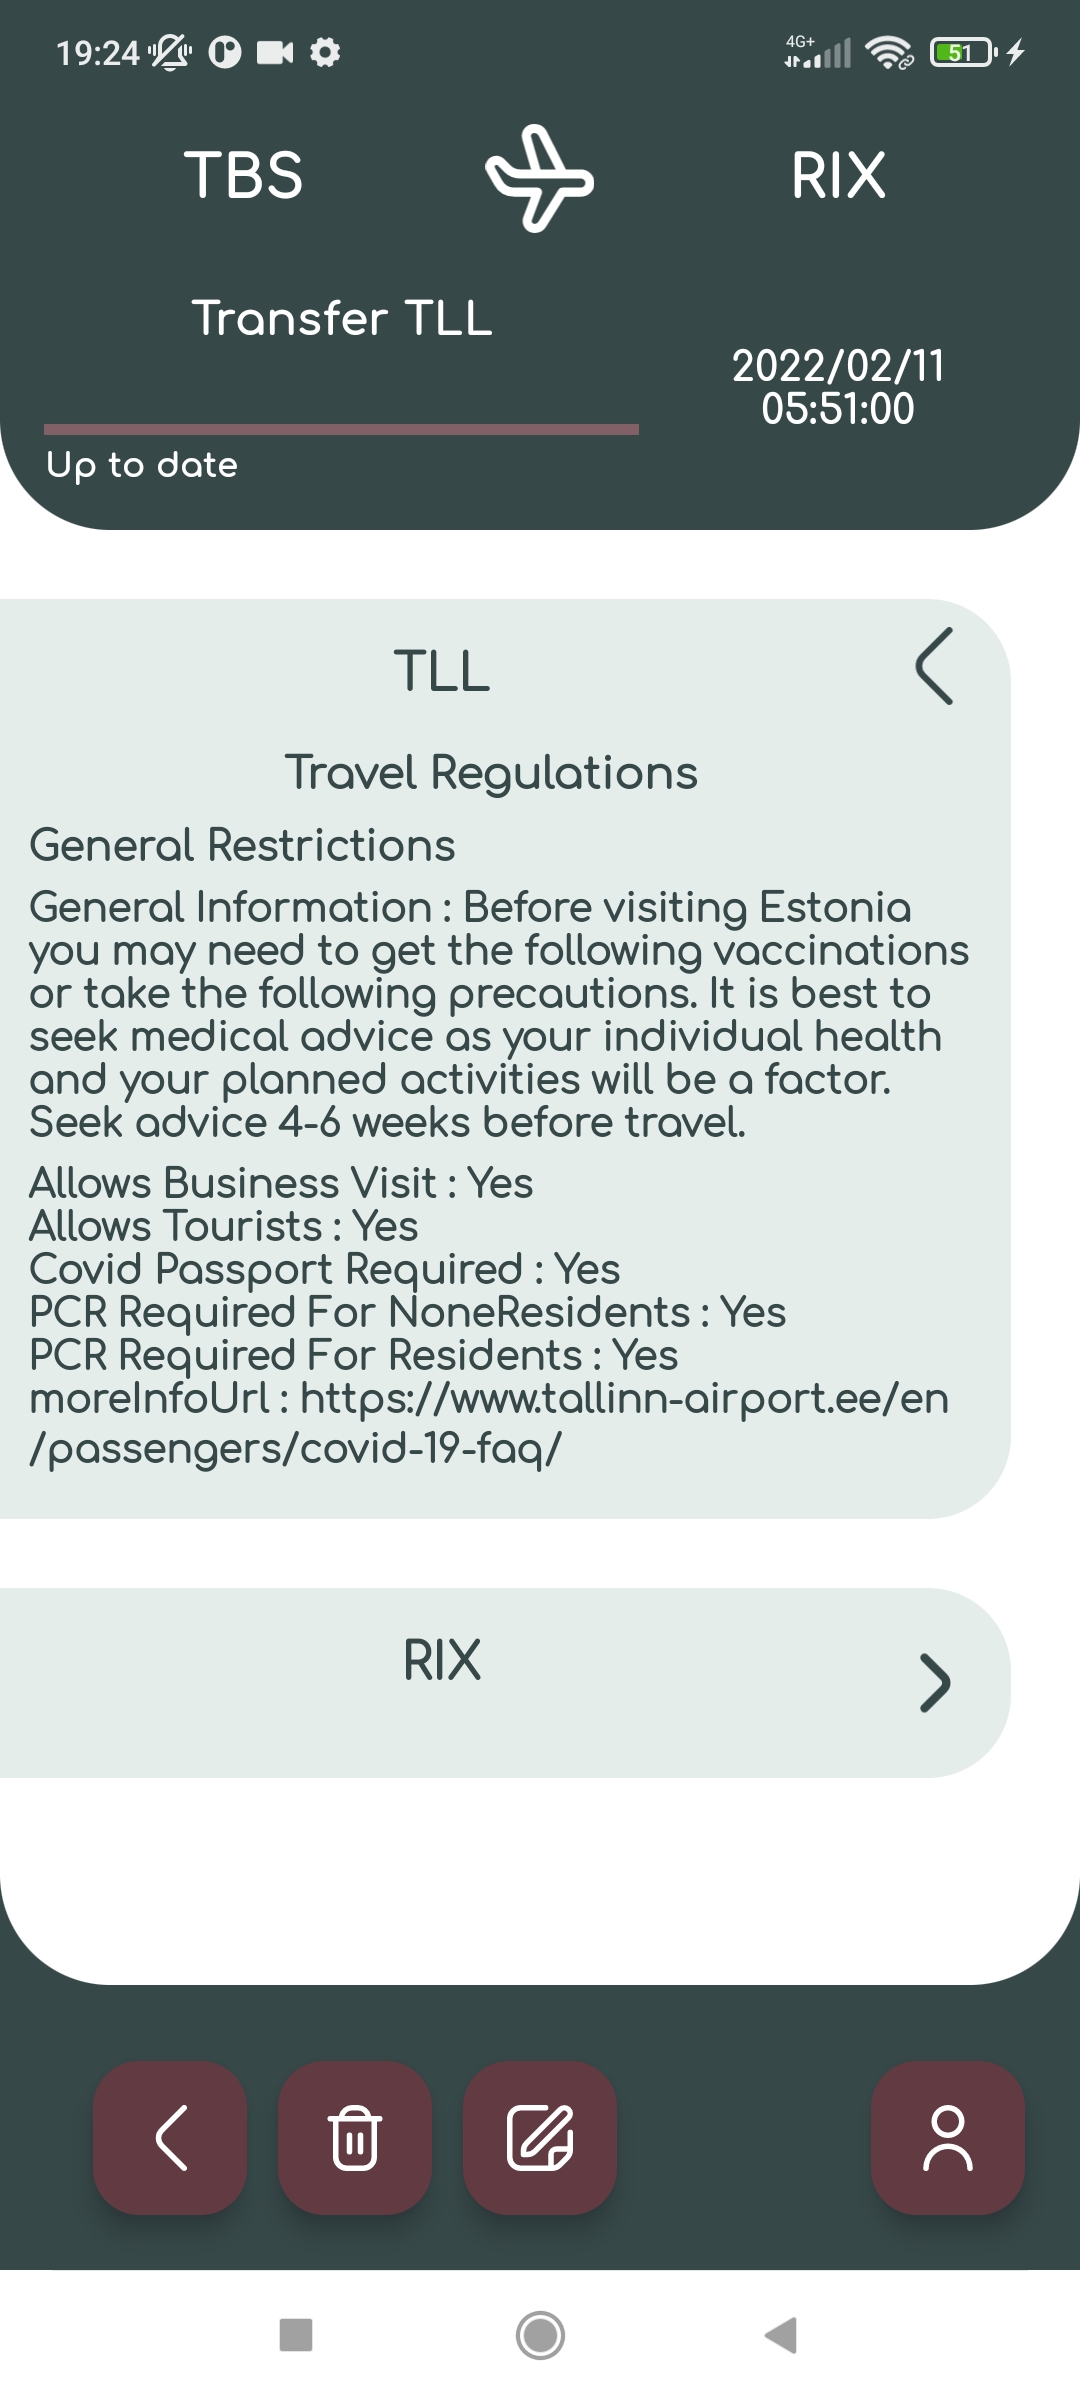 19:24
4G+
51
TBS
RIX
Transfer TLL
2022/02/11
05:51:00
Up to date
TLL
Travel Regulations
General Restrictions
General Information : Before visiting Estonia
you may need to get the following vaccinations
or take the following precautions. It is best to
seek medical advice as your individual health
and your planned activities will be a factor.
Seek advice 4-6 weeks before travel.
Allows Business Visit : Yes
Allows Tourists : Yes
Covid Passport Required : Yes
PCR Required For NoneResidents : Yes
PCR Required For Residents : Yes
moreInfoUrl : https://www.tallinn-airport.ee/en
/passengers/covid-19-faq/
RIX